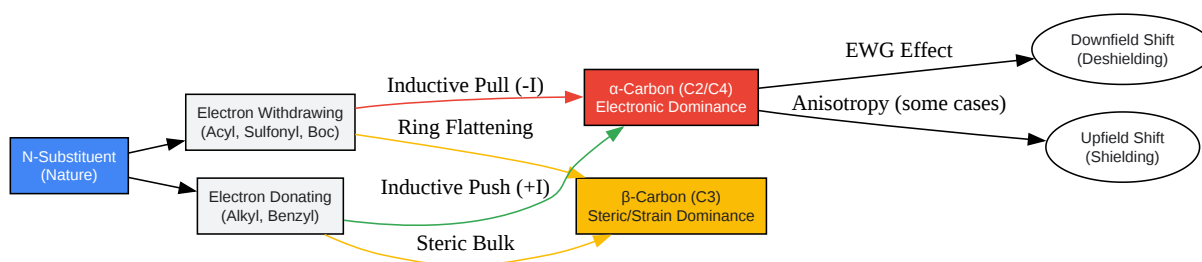 N-Substituent
(Nature)
Electron Withdrawing
(Acyl, Sulfonyl, Boc)
Electron Donating
(Alkyl, Benzyl)
Inductive Pull (-I)
Ring Flattening
Inductive Push (+I)
Steric Bulk
α-Carbon (C2/C4)
Electronic Dominance
β-Carbon (C3)
Steric/Strain Dominance
EWG Effect
Anisotropy (some cases)
Downfield Shift
(Deshielding)
Upfield Shift
(Shielding)